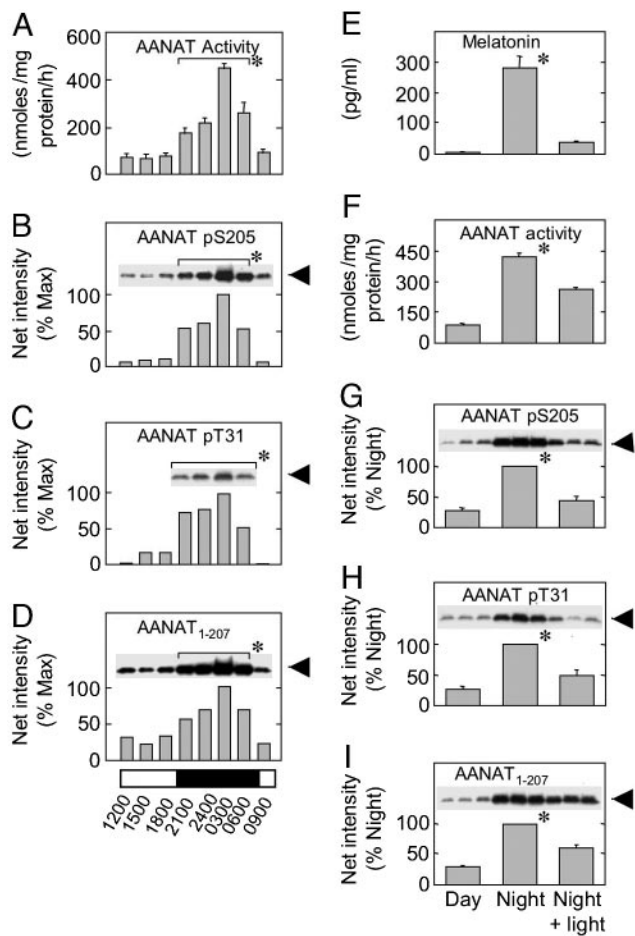 A
AANAT Activity
*
(nmoles /mg
protein/h)
600
400
200
0
B
AANAT pS205
*
Net intensity
(% Max)
100
50
0
C
AANAT pT31
*
Net intensity
(% Max)
100
50
0
D
AANAT1-207
*
Net intensity
(% Max)
100
50
0
1200
1500
1800
2100
2400
0300
0600
0900
E
Melatonin
*
(pg/ml)
300
200
100
0
F
AANAT activity
*
(nmoles /mg
protein/h)
450
300
150
0
G
AANAT pS205
*
Net intensity
(% Night)
100
50
0
H
AANAT pT31
*
Net intensity
(% Night)
100
50
0
I
AANAT1-207
*
Net intensity
(% Night)
100
50
0
Day Night Night
+ light